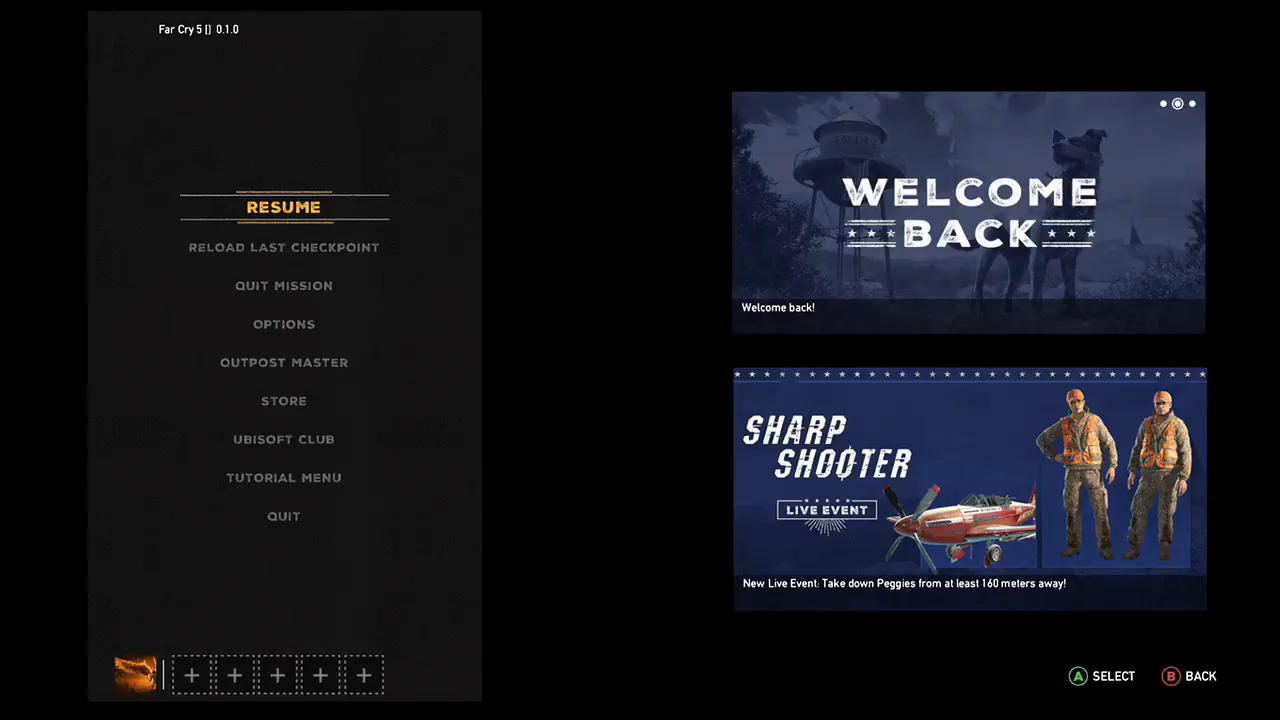 Far Cry 5 [] 0.1.0
RESUME
RELOAD LAST CHECKPOINT
QUIT MISSION
OPTIONS
OUTPOST MASTER
STORE
UBISOFT CLUB
TUTORIAL MENU
QUIT
WELCOME
BACK
Welcome back!
SHARP
SHOOTER
LIVE EVENT
New Live Event: Take down Peggies from at least 160 meters away!
A SELECT
B BACK